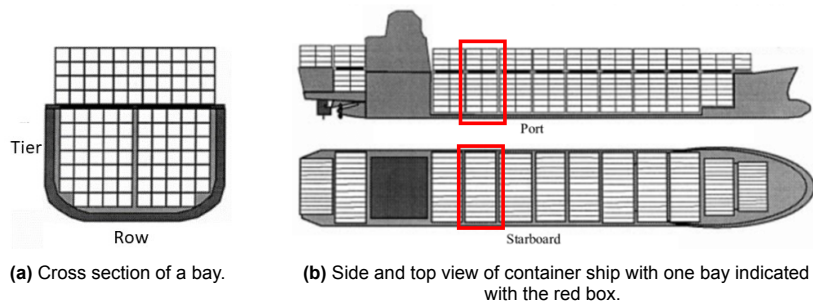 Tier
Row
Port
Starboard
(a) Cross section of a bay.
(b) Side and top view of container ship with one bay indicated
with the red box.